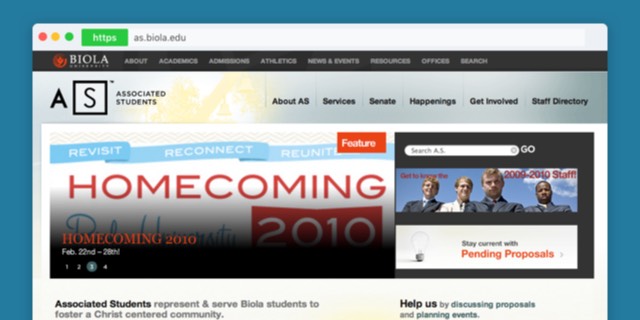 https as.biola.edu
BIOLA
UNIVERSITY
ABOUT ACADEMICS ADMISSIONS ATHLETICS NEWS & EVENTS RESOURCES OFFICES SEARCH
AS™
ASSOCIATED
STUDENTS
About AS Services Senate Happenings Get Involved Staff Directory
Feature
REVISIT RECONNECT REUNITE
HOMECOMING
Biola University 2010
HOMECOMING 2010
Feb. 22nd – 28th!
1 2 3 4
Search A.S. GO
Get to know the 2009-2010 Staff!
Stay current with
Pending Proposals ›
Associated Students represent & serve Biola students to
foster a Christ centered community.
Help us by discussing proposals
and planning events.